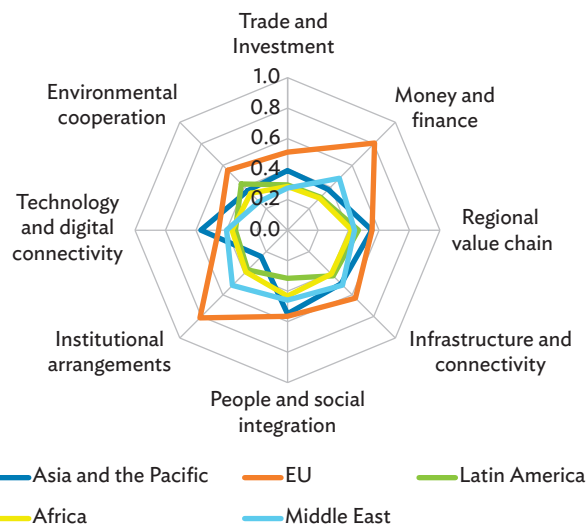 Trade and
Investment
1.0
0.8
0.6
0.4
0.2
0.0
Money and
finance
Regional
value chain
Infrastructure and
connectivity
People and social
integration
Institutional
arrangements
Technology
and digital
connectivity
Environmental
cooperation
Asia and the Pacific
EU
Latin America
Africa
Middle East